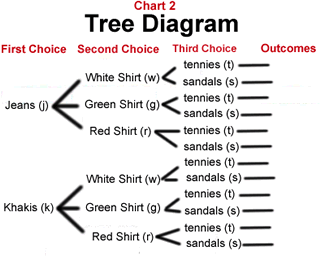 Chart 2
Tree Diagram
First Choice Second Choice Third Choice Outcomes
tennies (t)
White Shirt (w)
sandals (s)
tennies (t)
Jeans (j) Green Shirt (g)
sandals (s)
Red Shirt (r) tennies (t)
sandals (s)
tennies (t)
White Shirt (w) sandals (s)
tennies (t)
Khakis (k) Green Shirt (g)
sandals (s)
tennies (t)
Red Shirt (r)
sandals (s)